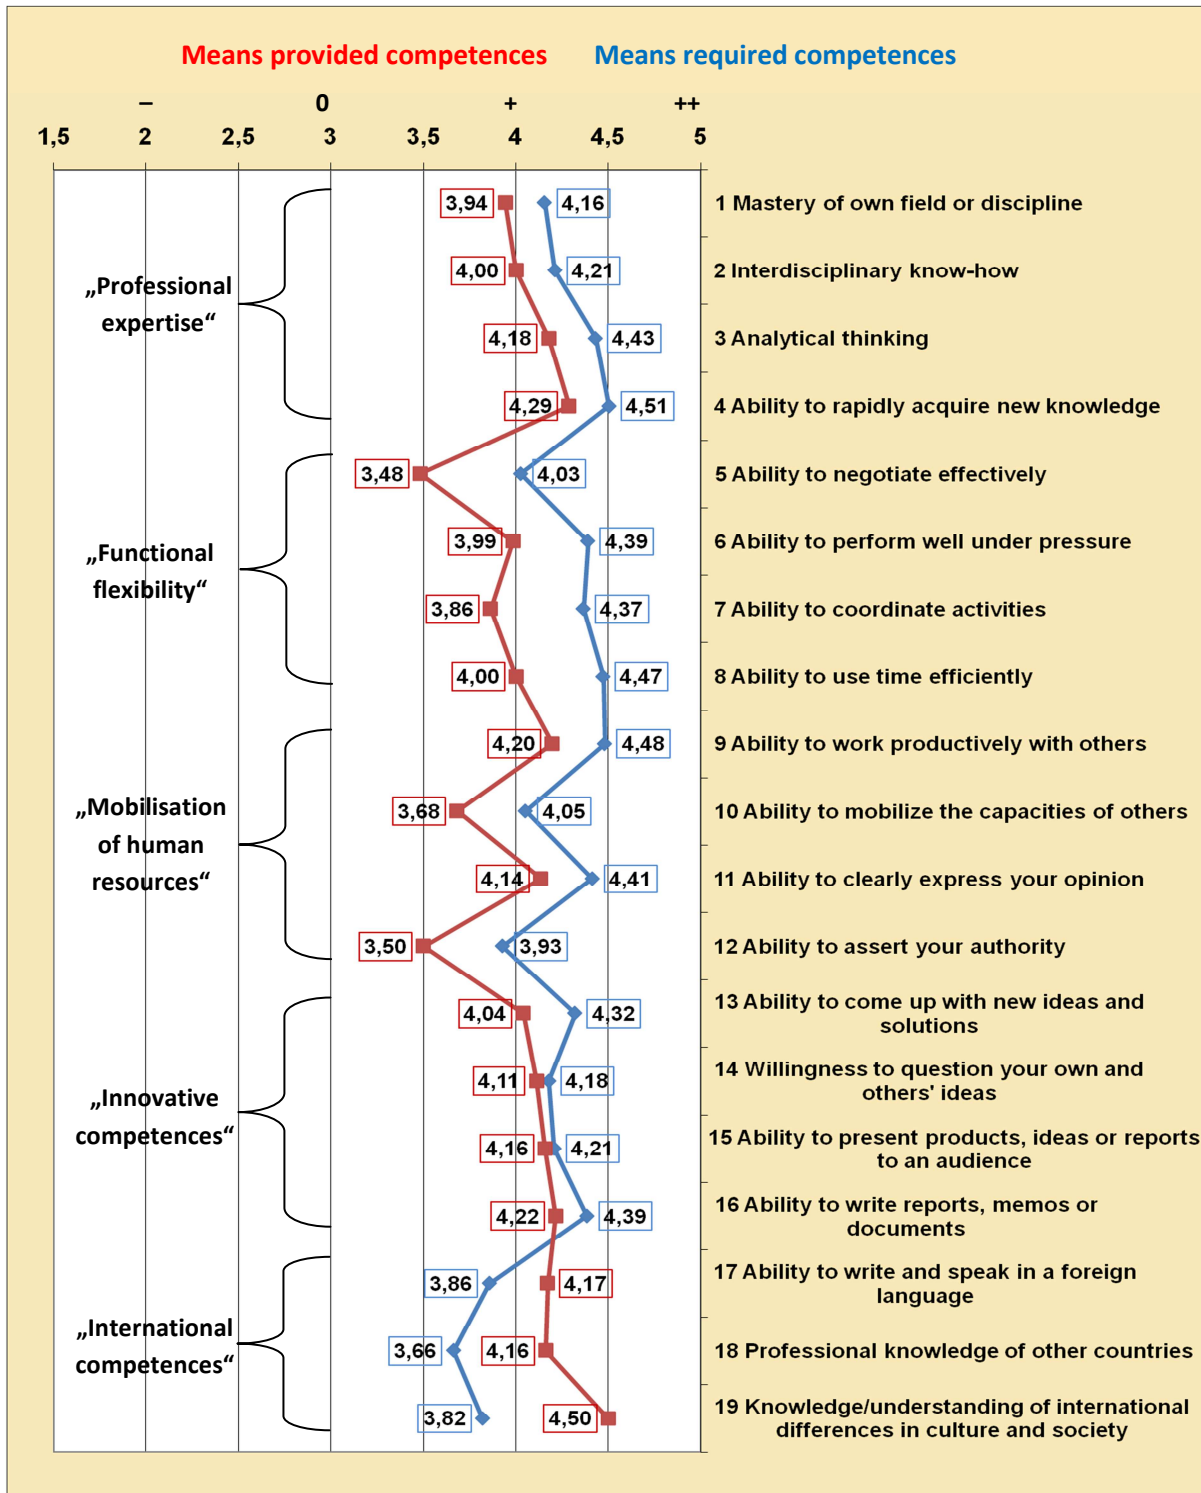 Means provided competences Means required competences
– 0 + ++
1,5 2 2,5 3 3,5 4 4,5 5
„Professional
expertise“
3,94 4,16 1 Mastery of own field or discipline
4,00 4,21 2 Interdisciplinary know-how
4,18 4,43 3 Analytical thinking
4,29 4,51 4 Ability to rapidly acquire new knowledge
„Functional
flexibility“
3,48 4,03 5 Ability to negotiate effectively
3,99 4,39 6 Ability to perform well under pressure
3,86 4,37 7 Ability to coordinate activities
4,00 4,47 8 Ability to use time efficiently
„Mobilisation
of human
resources“
4,20 4,48 9 Ability to work productively with others
3,68 4,05 10 Ability to mobilize the capacities of others
4,14 4,41 11 Ability to clearly express your opinion
3,50 3,93 12 Ability to assert your authority
„Innovative
competences“
4,04 4,32 13 Ability to come up with new ideas and
solutions
4,11 4,18 14 Willingness to question your own and
others' ideas
4,16 4,21 15 Ability to present products, ideas or reports
to an audience
4,22 4,39 16 Ability to write reports, memos or
documents
„International
competences“
3,86 4,17 17 Ability to write and speak in a foreign
language
3,66 4,16 18 Professional knowledge of other countries
3,82 4,50 19 Knowledge/understanding of international
differences in culture and society